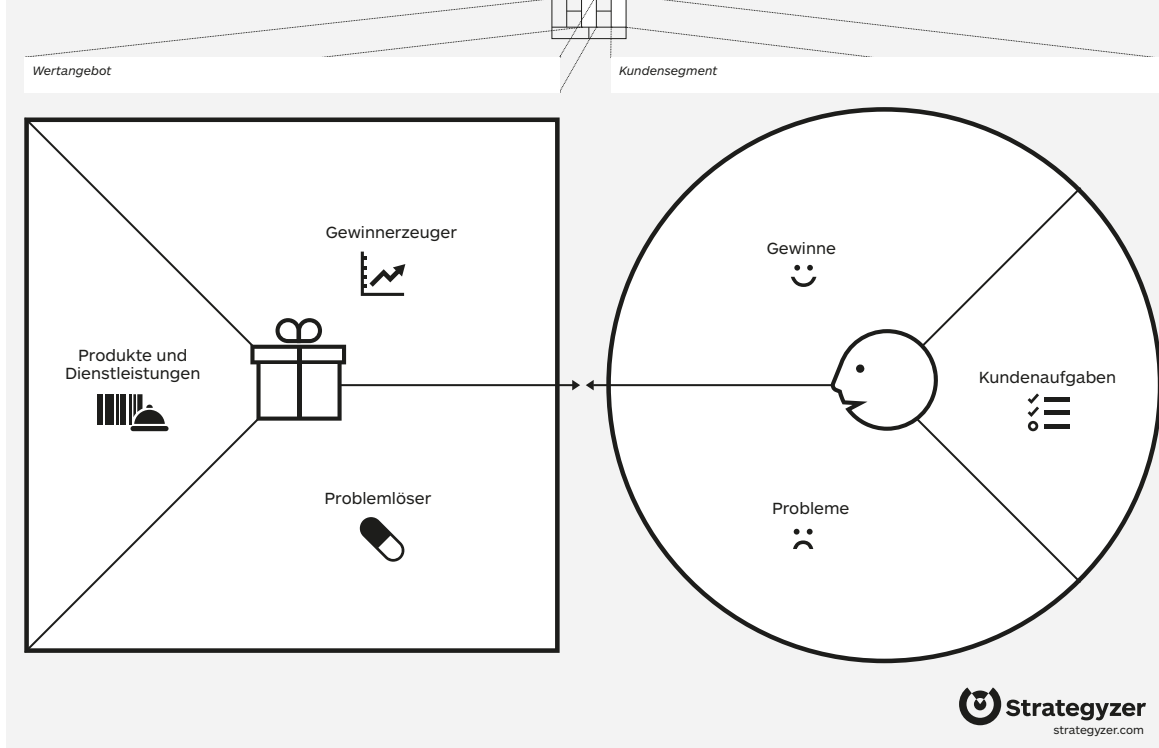 Wertangebot
Kundensegment
Gewinnerzeuger
Produkte und
Dienstleistungen
Problemlöser
Gewinne
Kundenaufgaben
Probleme
Strategyzer
strategyzer.com